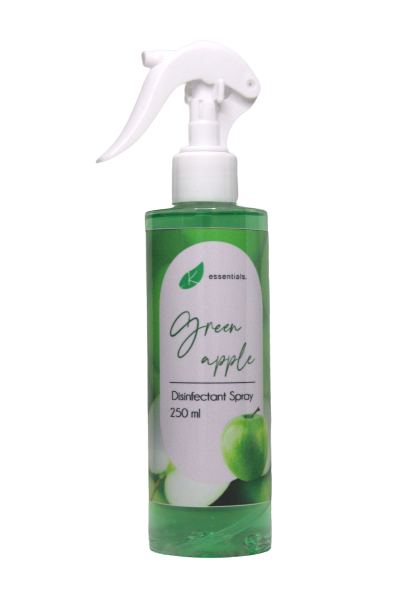 K
essentials.
Green
apple
Disinfectant Spray
250 ml